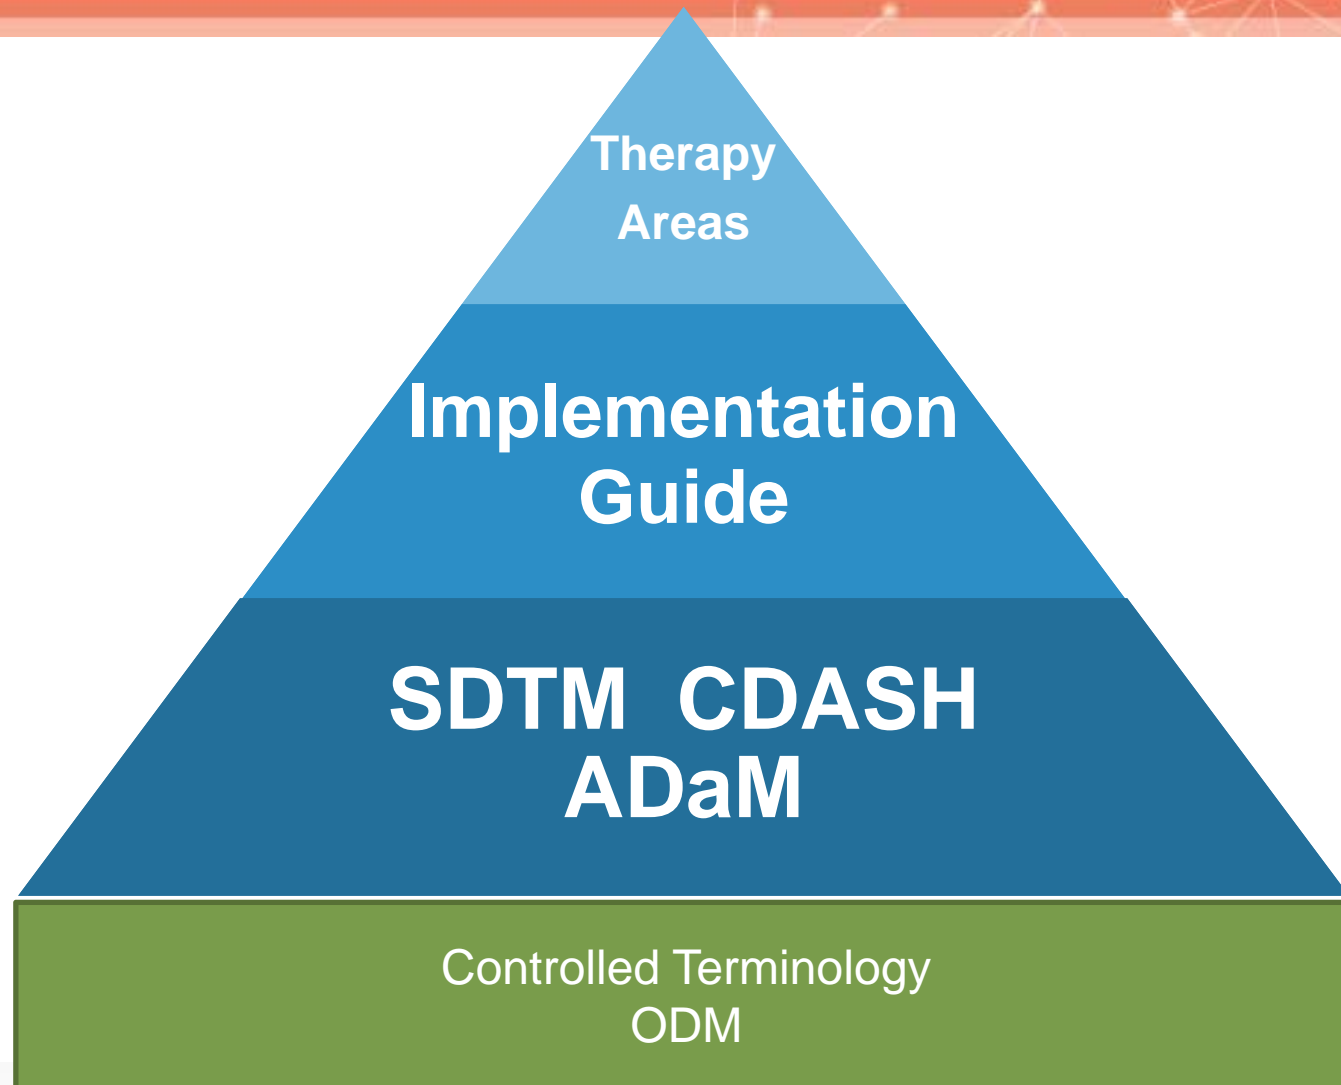 Therapy
Areas
Implementation
Guide
SDTM  CDASH
ADaM
Controlled Terminology
ODM